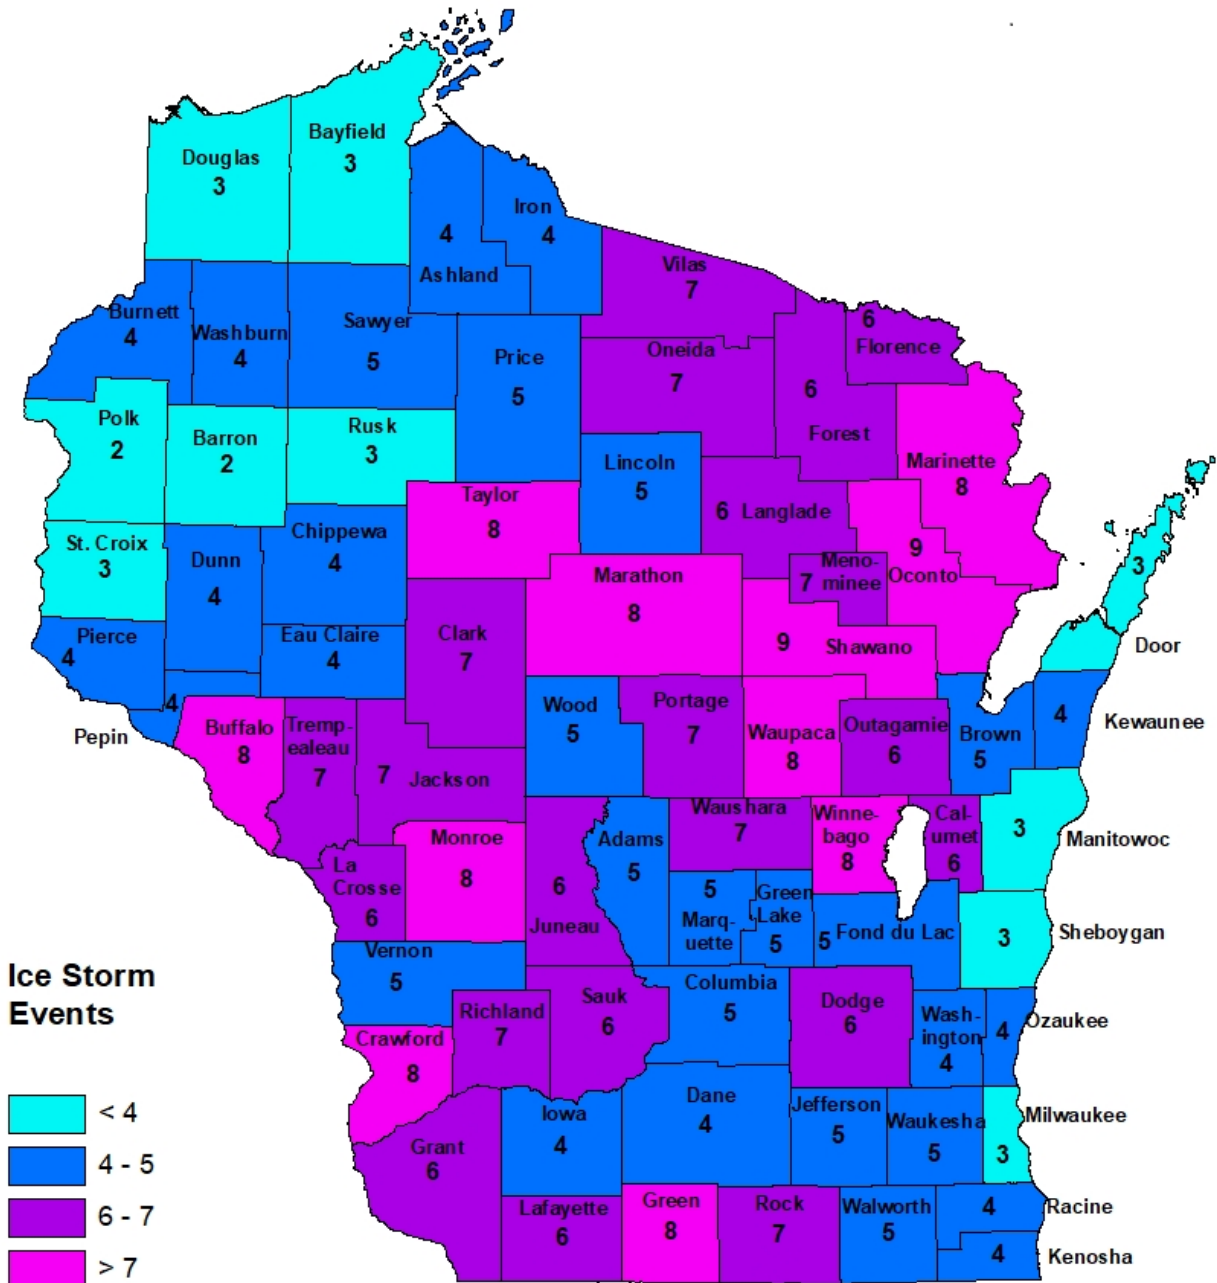 Bayfield
3
Douglas
3
Iron
4
4
Ashland
Vilas
7
Burnett
4
Washburn
4
Sawyer
5
Price
5
Oneida
7
6
Florence
6
Forest
Polk
2
Barron
2
Rusk
3
Lincoln
5
Marinette
8
Taylor
8
6 Langlade
St. Croix
3
Dunn
4
Chippewa
4
Marathon
8
Meno-
minee
7
9
Oconto
3
Door
Pierce
4
Eau Claire
4
Clark
7
9
Shawano
4
Pepin
Buffalo
8
Tremp-
ealeau
7
7 Jackson
Wood
5
Portage
7
Waupaca
8
Outagamie
6
Brown
5
4
Kewaunee
Monroe
8
La
Crosse
6
6
Juneau
Adams
5
Waushara
7
Winne-
bago
8
Cal-
umet
6
3
Manitowoc
5
Marq-
uette
Green
Lake
5
5 Fond du Lac
3
Sheboygan
Ice Storm
Events
Vernon
5
Richland
7
Sauk
6
Columbia
5
Dodge
6
Wash-
ington
4
4
Ozaukee
Crawford
8
< 4
4 - 5
6 - 7
> 7
Grant
6
Iowa
4
Dane
4
Jefferson
5
Waukesha
5
3
Milwaukee
Lafayette
6
Green
8
Rock
7
Walworth
5
4
Racine
4
Kenosha